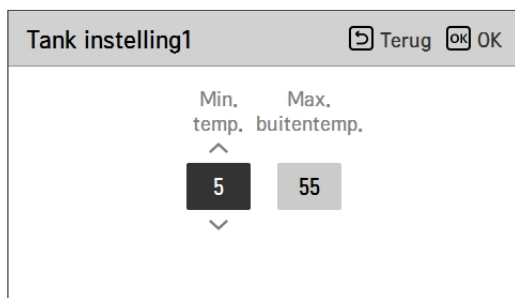 Tank instelling1
Terug OK OK
Min. Max.
temp. buitentemp.
5 55